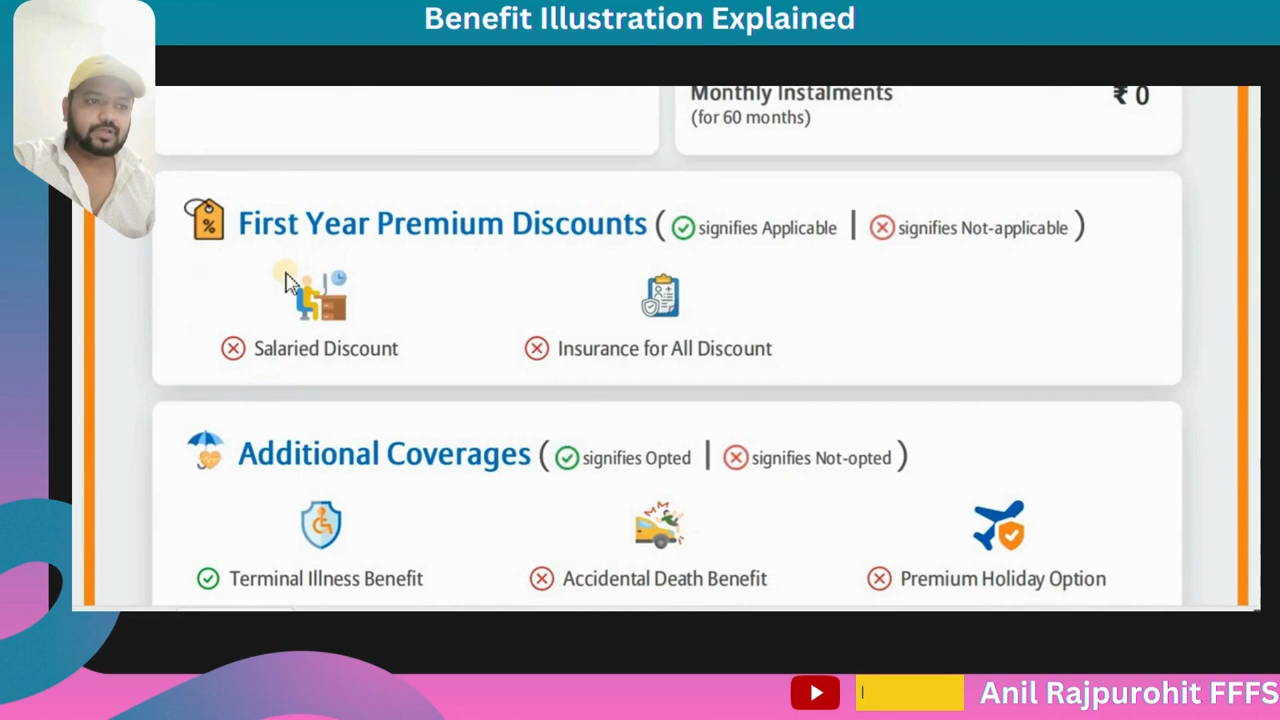 Benefit Illustration Explained
Monthly Instalments ₹ 0
(for 60 months)
% First Year Premium Discounts ( signifies Applicable | signifies Not-applicable )
Salaried Discount Insurance for All Discount
Additional Coverages ( signifies Opted | signifies Not-opted )
Terminal Illness Benefit Accidental Death Benefit Premium Holiday Option
Anil Rajpurohit FFFS